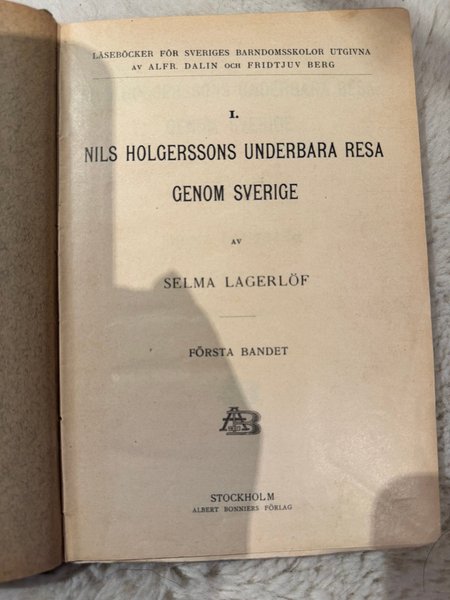 LÄSEBÖCKER FÖR SVERIGES BARNDOMSSKOLOR UTGIVNA
AV ALFR. DALIN OCH FRIDTJUV BERG
I.
NILS HOLGERSSONS UNDERBARA RESA
GENOM SVERIGE
AV
SELMA LAGERLÖF
FÖRSTA BANDET
AB
STOCKHOLM
ALBERT BONNIERS FÖRLAG